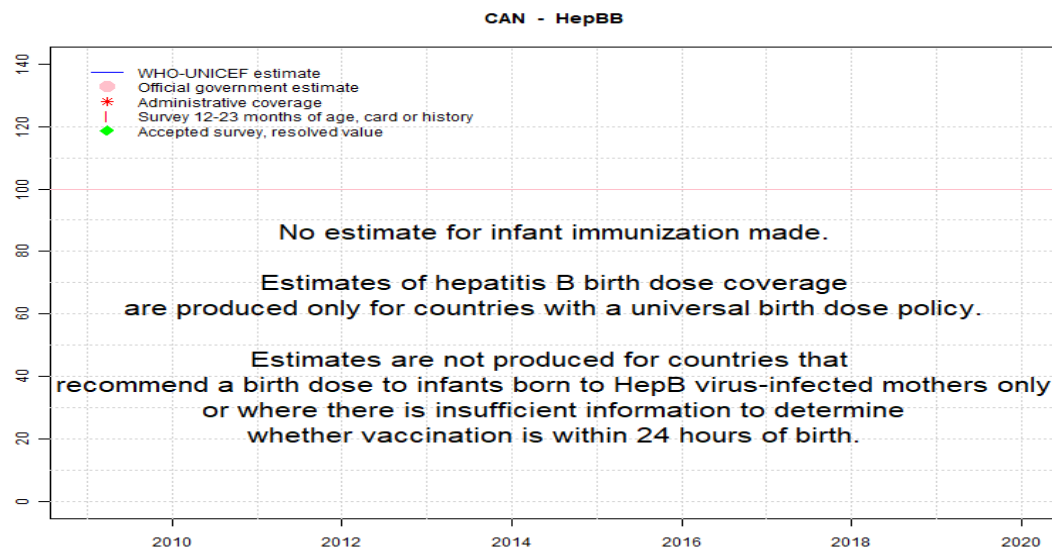 CAN - HepBB
WHO-UNICEF estimate
Official government estimate
Administrative coverage
Survey 12-23 months of age, card or history
Accepted survey, resolved value
140
120
100
80
60
40
20
0
No estimate for infant immunization made.
Estimates of hepatitis B birth dose coverage
are produced only for countries with a universal birth dose policy.
Estimates are not produced for countries that
recommend a birth dose to infants born to HepB virus-infected mothers only
or where there is insufficient information to determine
whether vaccination is within 24 hours of birth.
2010 2012 2014 2016 2018 2020